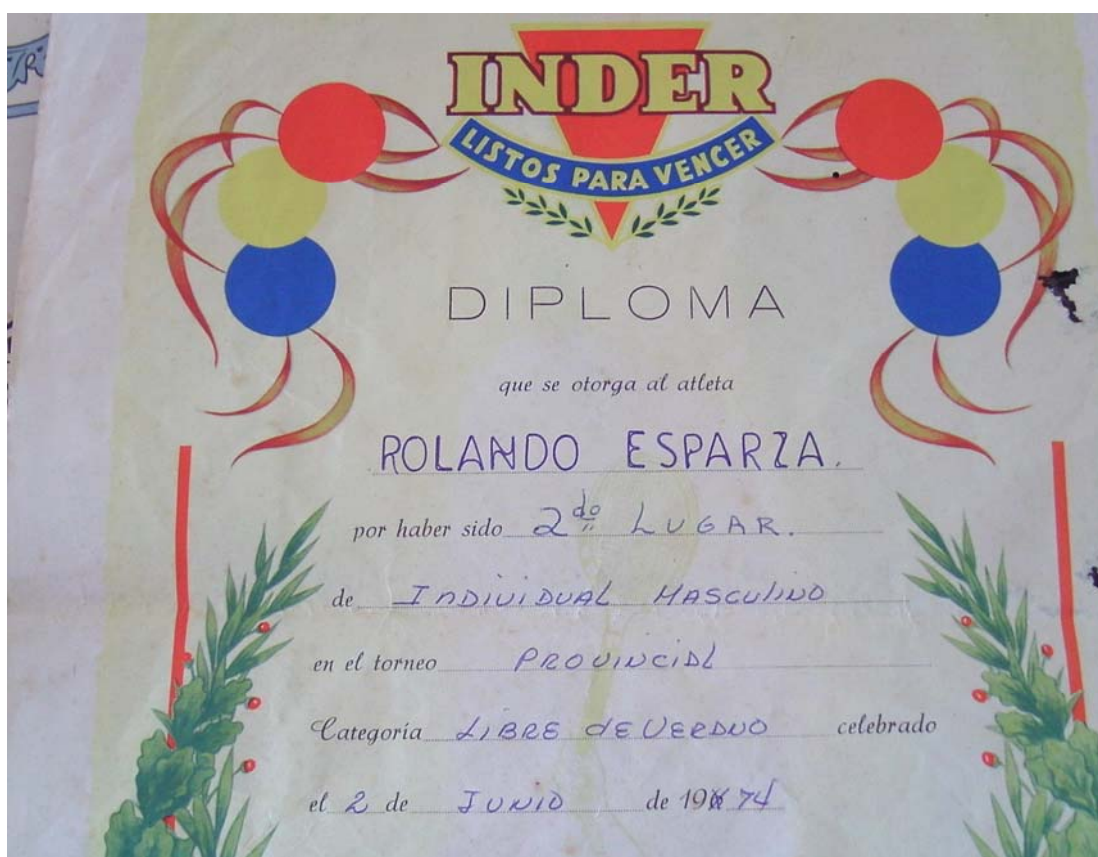 INDER
LISTOS PARA VENCER
DIPLOMA
que se otorga al atleta
ROLANDO ESPARZA.
por haber sido 2do LUGAR.
de INDIVIDUAL MASCULINO
en el torneo PROVINCIAL
Categoría LIBRE de VERANO celebrado
el 2 de JUNIO de 1974